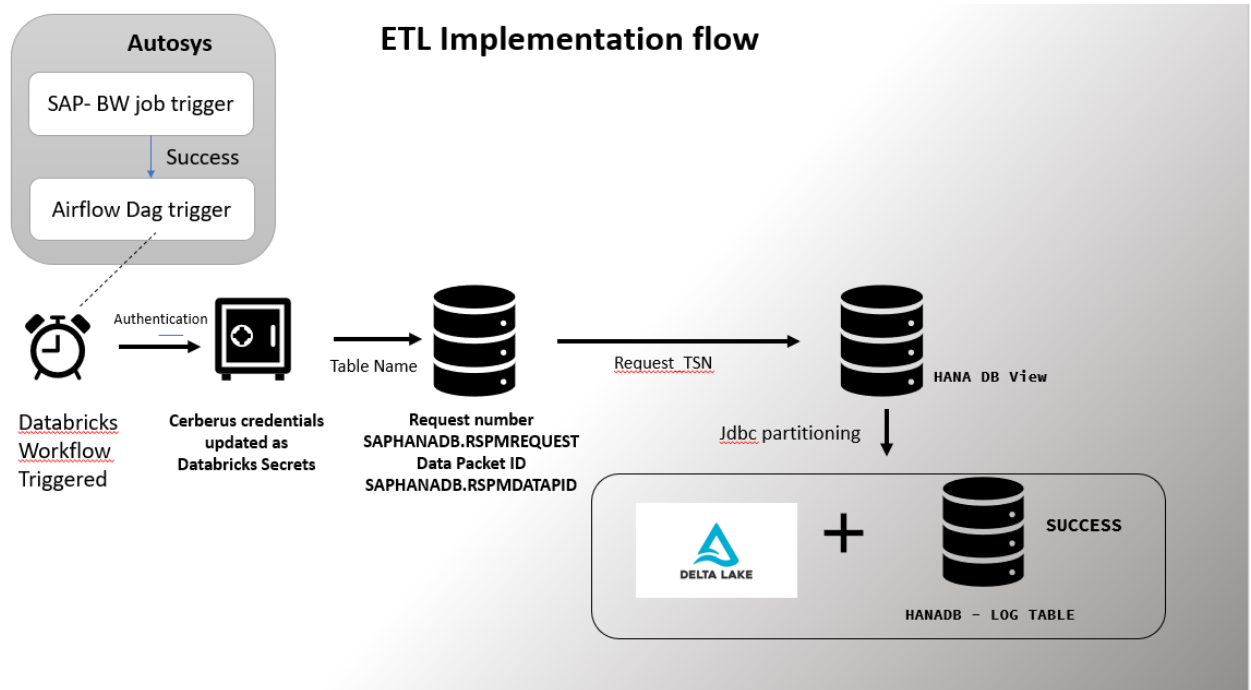 ETL Implementation flow
Autosys
SAP- BW job trigger
Success
Airflow Dag trigger
Authentication
Databricks
Workflow
Triggered
Cerberus credentials
updated as
Databricks Secrets
Table Name
Request number
SAPHANADB.RSPMREQUEST
Data Packet ID
SAPHANADB.RSPMDATAPID
Request_TSN
HANA DB View
Jdbc partitioning
DELTA LAKE
+
SUCCESS
HANADB - LOG TABLE